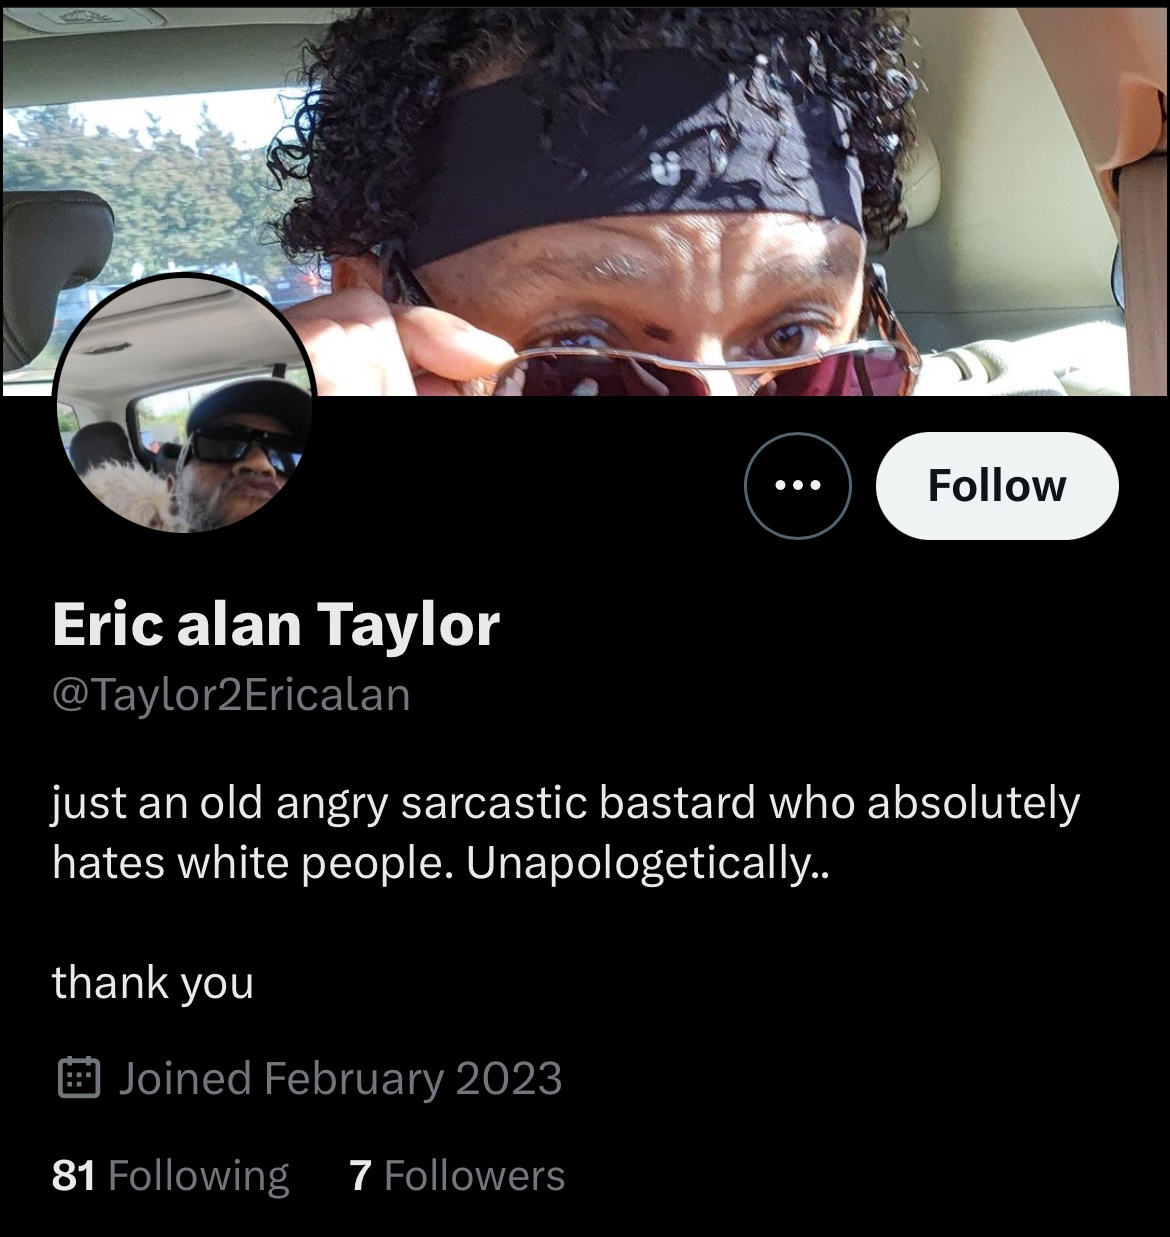 Follow
Eric alan Taylor
@Taylor2Ericalan
just an old angry sarcastic bastard who absolutely
hates white people. Unapologetically..
thank you
Joined February 2023
81 Following 7 Followers